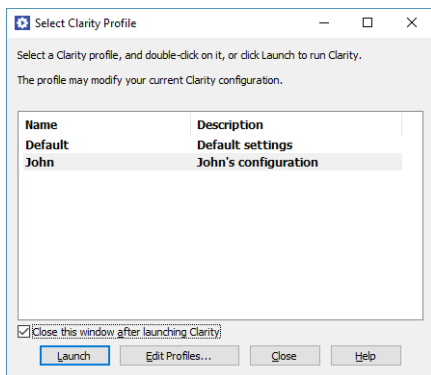 Select Clarity Profile
Select a Clarity profile, and double-click on it, or click Launch to run Clarity.
The profile may modify your current Clarity configuration.
Name Description
Default Default settings
John John's configuration
Close this window after launching Clarity
Launch Edit Profiles... Close Help